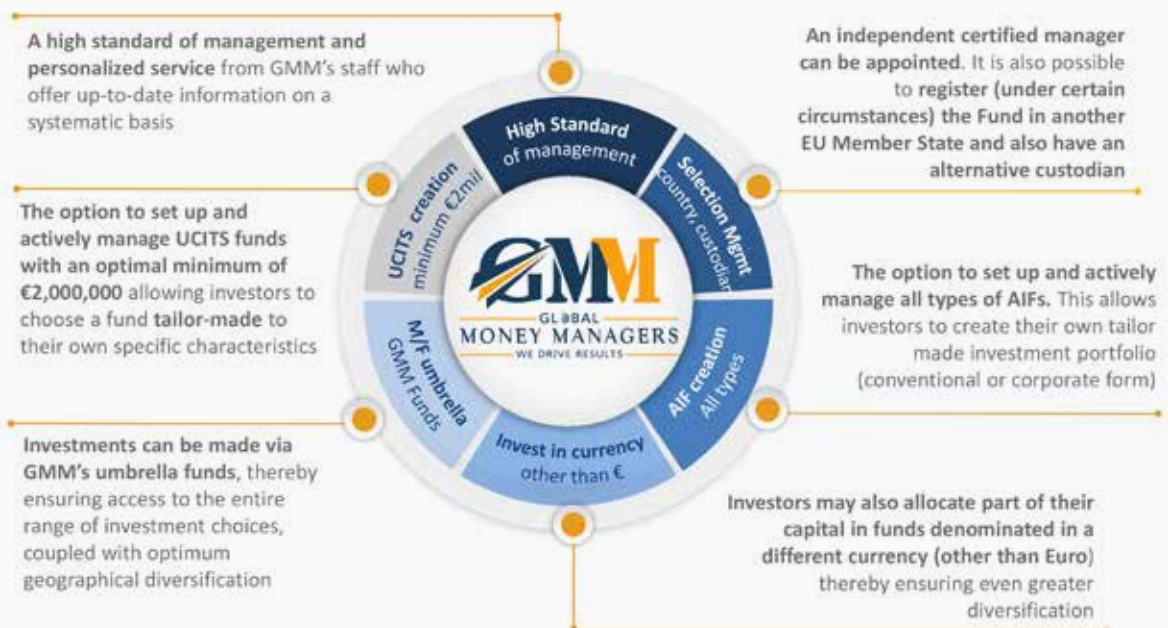 A high standard of management and
personalized service from GMM's staff who
offer up-to-date information on a
systematic basis
An independent certified manager
can be appointed. It is also possible
to register (under certain
circumstances) the Fund in another
EU Member State and also have an
alternative custodian
High Standard
of management
Selection Mgmt
country, custodian
AIF creation
All types
Invest in currency
other than €
M/F umbrella
GMM Funds
UCITS creation
minimum €2mil
GMM
GLOBAL
MONEY MANAGERS
WE DRIVE RESULTS
The option to set up and
actively manage UCITS funds
with an optimal minimum of
€2,000,000 allowing investors to
choose a fund tailor-made to
their own specific characteristics
The option to set up and actively
manage all types of AIFs. This allows
investors to create their own tailor
made investment portfolio
(conventional or corporate form)
Investments can be made via
GMM's umbrella funds, thereby
ensuring access to the entire
range of investment choices,
coupled with optimum
geographical diversification
Investors may also allocate part of their
capital in funds denominated in a
different currency (other than Euro)
thereby ensuring even greater
diversification